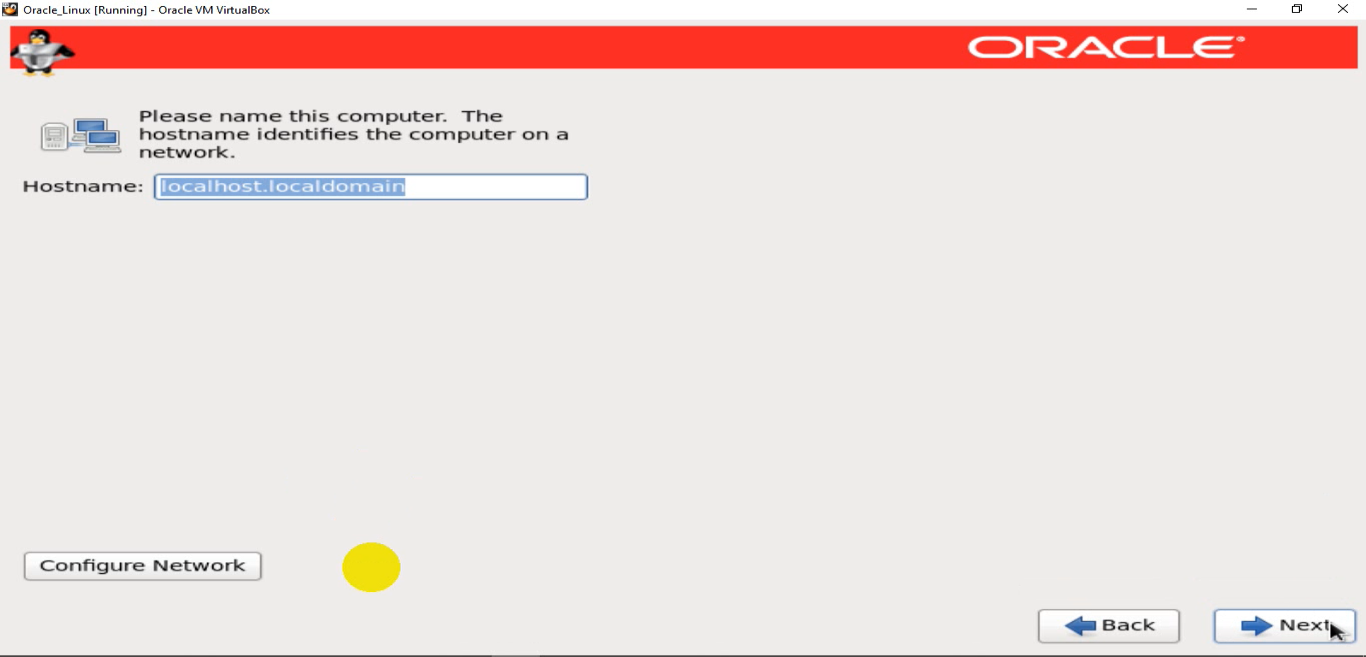 Oracle_Linux [Running] - Oracle VM VirtualBox
ORACLE®
Please name this computer. The
hostname identifies the computer on a
network.
Hostname: localhost.localdomain
Configure Network
Back
Next